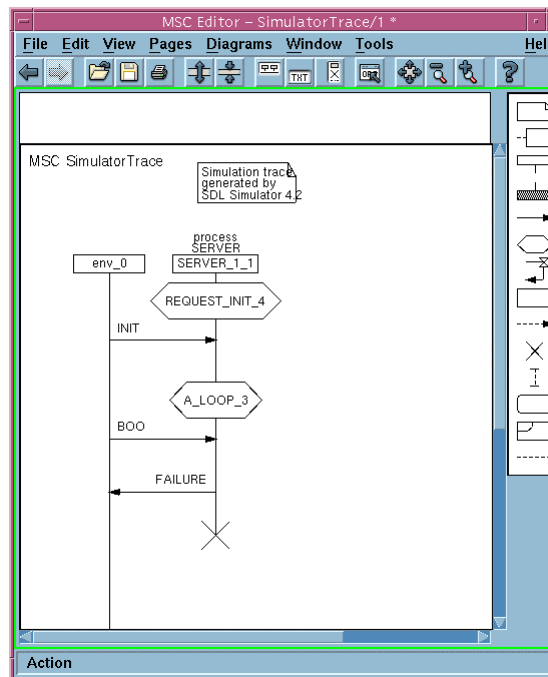 MSC Editor – SimulatorTrace/1 *
File Edit View Pages Diagrams Window Tools Hel
TXT
MSC SimulatorTrace
Simulation trace
generated by
SDL Simulator 4.2
process
SERVER
env_0 SERVER_1_1
REQUEST_INIT_4
INIT
A_LOOP_3
BOO
FAILURE
Action